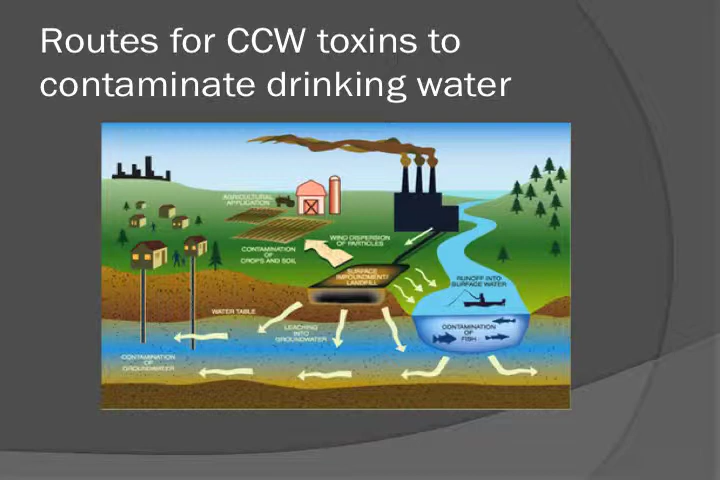 Routes for CCW toxins to
contaminate drinking water
AGRICULTURAL
APPLICATION
WIND DISPERSION
OF PARTICLES
CONTAMINATION
OF
CROPS AND SOIL
SURFACE
IMPOUNDMENT/
LANDFILL
RUNOFF INTO
SURFACE WATER
WATER TABLE
LEACHING
INTO
GROUNDWATER
CONTAMINATION
OF
FISH
CONTAMINATION
OF
GROUNDWATER